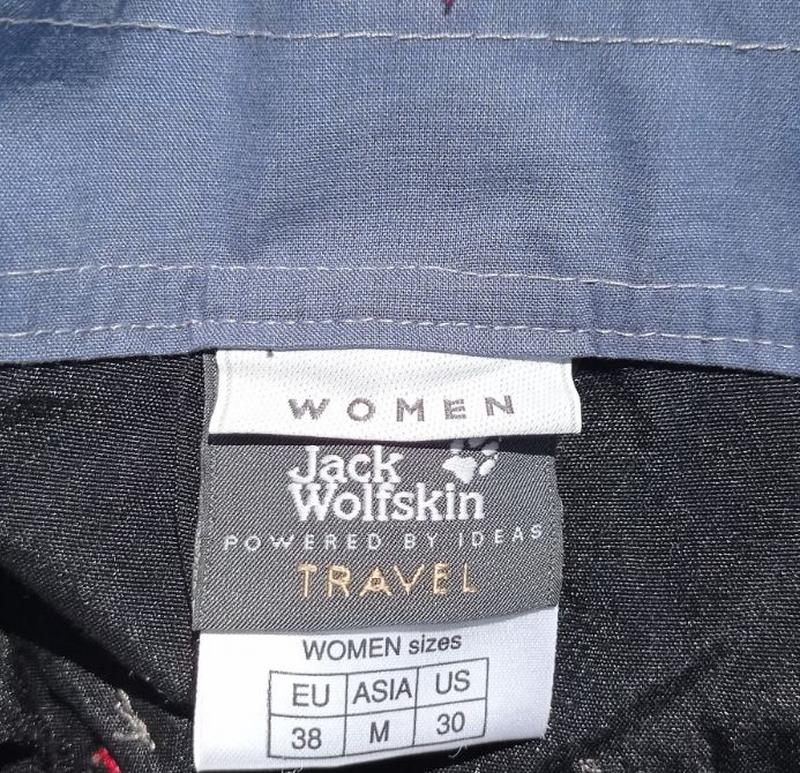 WOMEN
Jack
Wolfskin
POWERED BY IDEAS
TRAVEL
WOMEN sizes
EU ASIA US
38 M 30